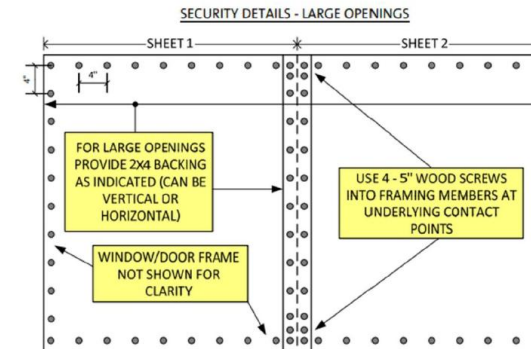 SECURITY DETAILS - LARGE OPENINGS
SHEET 1
SHEET 2
4"
4"
FOR LARGE OPENINGS
PROVIDE 2X4 BACKING
AS INDICATED (CAN BE
VERTICAL OR
HORIZONTAL)
USE 4 - 5" WOOD SCREWS
INTO FRAMING MEMBERS AT
UNDERLYING CONTACT
POINTS
WINDOW/DOOR FRAME
NOT SHOWN FOR
CLARITY